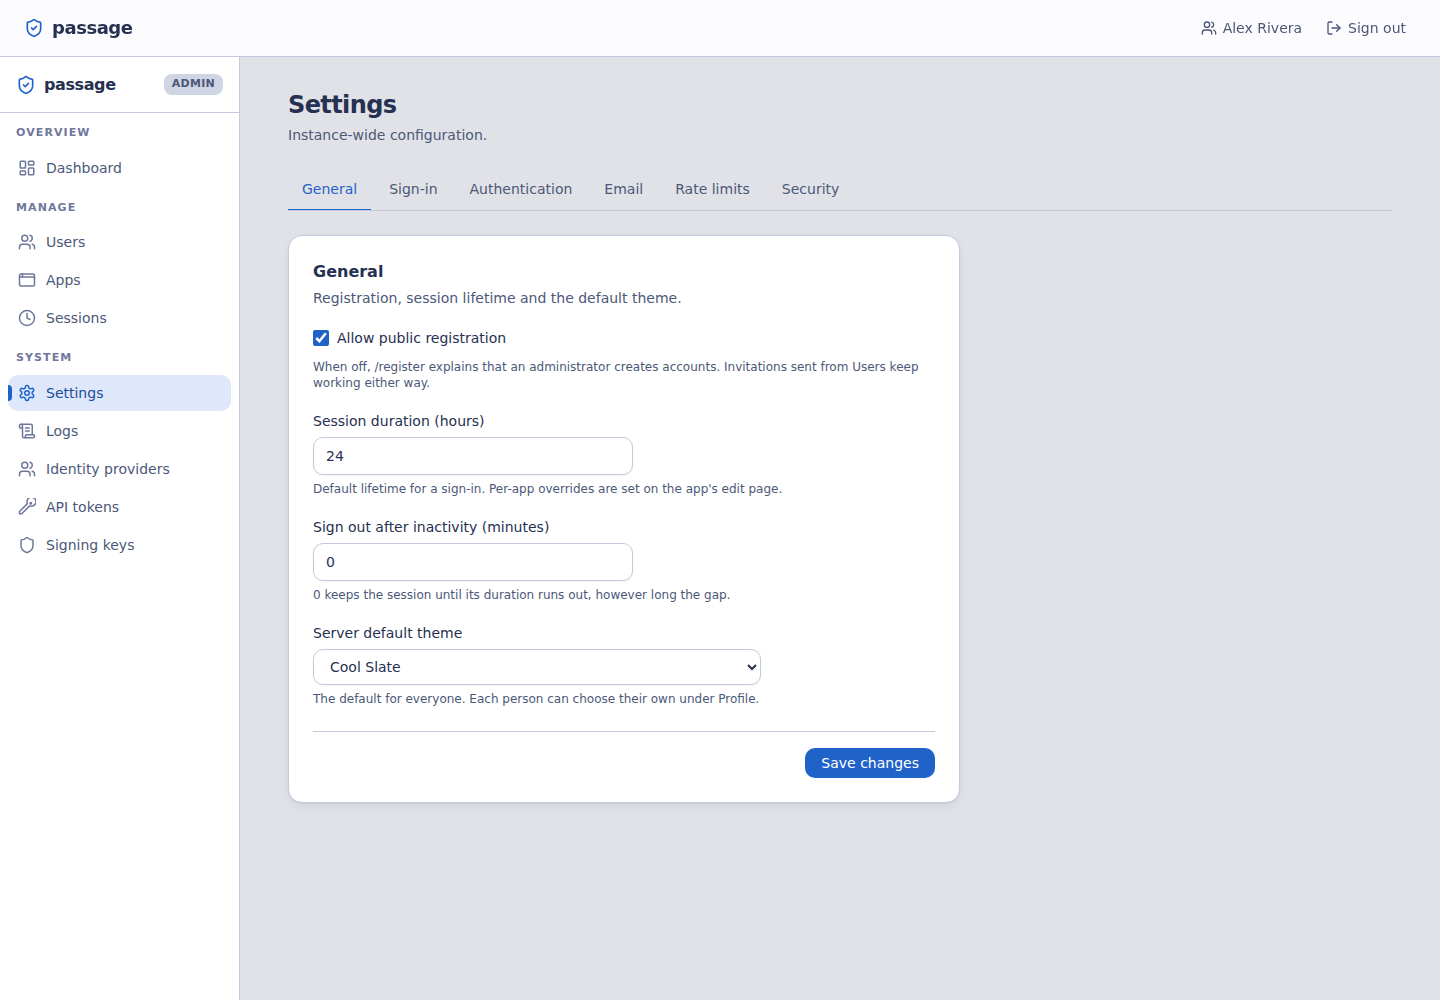 passage
Alex Rivera
Sign out
passage
ADMIN
OVERVIEW
Dashboard
MANAGE
Users
Apps
Sessions
SYSTEM
Settings
Logs
Identity providers
API tokens
Signing keys
Settings
Instance-wide configuration.
General
Sign-in
Authentication
Email
Rate limits
Security
General
Registration, session lifetime and the default theme.
Allow public registration
When off, /register explains that an administrator creates accounts. Invitations sent from Users keep
working either way.
Session duration (hours)
24
Default lifetime for a sign-in. Per-app overrides are set on the app's edit page.
Sign out after inactivity (minutes)
0
0 keeps the session until its duration runs out, however long the gap.
Server default theme
Cool Slate
The default for everyone. Each person can choose their own under Profile.
Save changes